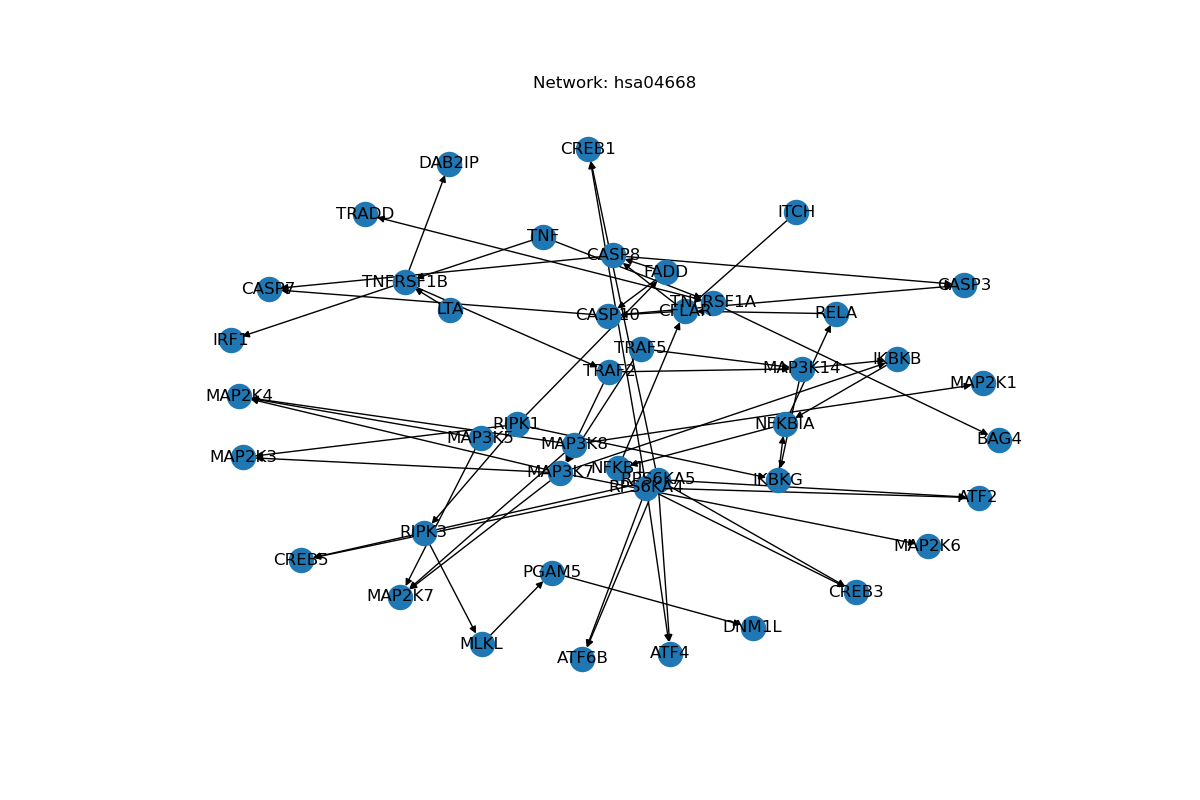 Network: hsa04668
CREB1
DAB2IP
TRADD
ITCH
TNF
CASP8
FADD
TNFRSF1B
CASP7
CASP3
TNFRSF1A
LTA
CFLAR
CASP10
RELA
IRF1
TRAF5
IKBKB
MAP3K14
TRAF2
MAP2K1
MAP2K4
RIPK1
NFKBIA
MAP3K5
BAG4
MAP3K8
MAP2K3
NFKB1
MAP3K7
RPS6KA5
IKBKG
RPS6KA4
ATF2
RIPK3
MAP2K6
CREB5
PGAM5
CREB3
MAP2K7
DNM1L
MLKL
ATF4
ATF6B